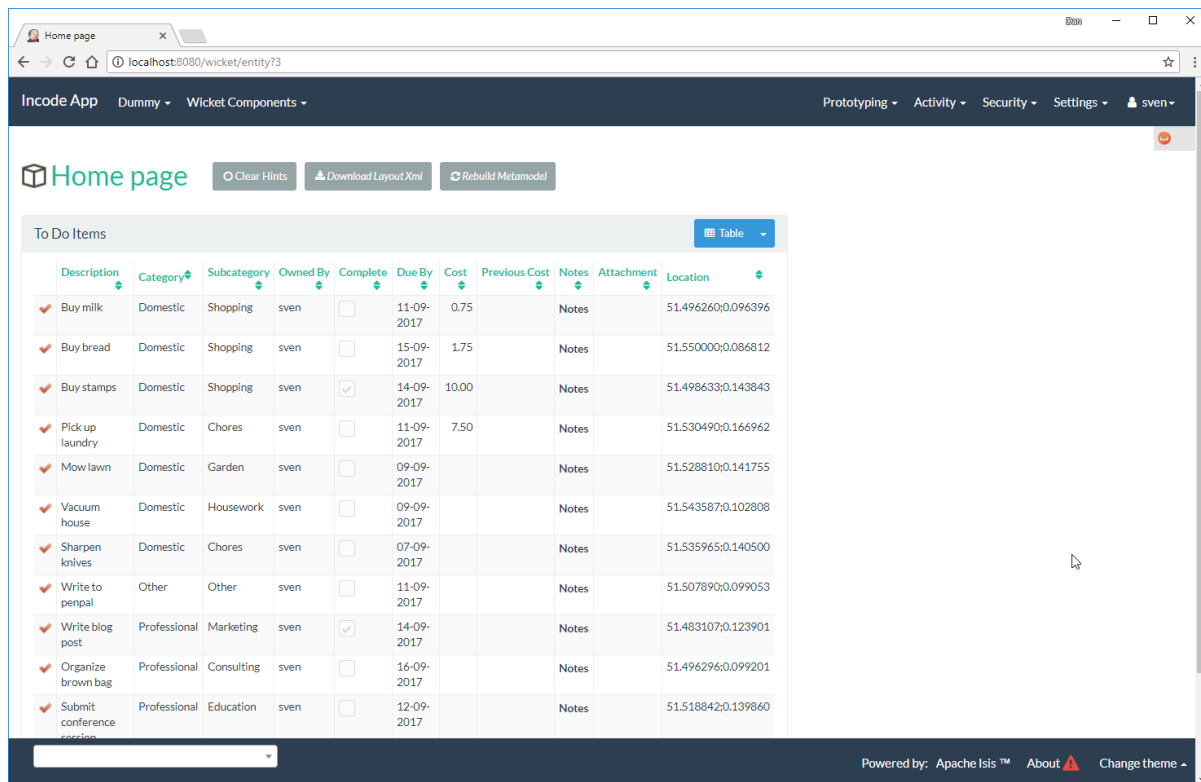 Dan
Home page
localhost:8080/wicket/entity?3
Incode App Dummy Wicket Components Prototyping Activity Security Settings sven
Home page Clear Hints Download Layout Xml Rebuild Metamodel
To Do Items Table
Description Category Subcategory Owned By Complete Due By Cost Previous Cost Notes Attachment Location
Buy milk Domestic Shopping sven 11-09- 0.75 Notes 51.496260;0.096396
2017
Buy bread Domestic Shopping sven 15-09- 1.75 Notes 51.550000;0.086812
2017
Buy stamps Domestic Shopping sven 14-09- 10.00 Notes 51.498633;0.143843
2017
Pick up Domestic Chores sven 11-09- 7.50 Notes 51.530490;0.166962
laundry 2017
Mow lawn Domestic Garden sven 09-09- Notes 51.528810;0.141755
2017
Vacuum Domestic Housework sven 09-09- Notes 51.543587;0.102808
house 2017
Sharpen Domestic Chores sven 07-09- Notes 51.535965;0.140500
knives 2017
Write to Other Other sven 11-09- Notes 51.507890;0.099053
penpal 2017
Write blog Professional Marketing sven 14-09- Notes 51.483107;0.123901
post 2017
Organize Professional Consulting sven 16-09- Notes 51.496296;0.099201
brown bag 2017
Submit Professional Education sven 12-09- Notes 51.518842;0.139860
conference 2017
session
Powered by: Apache Isis ™ About Change theme